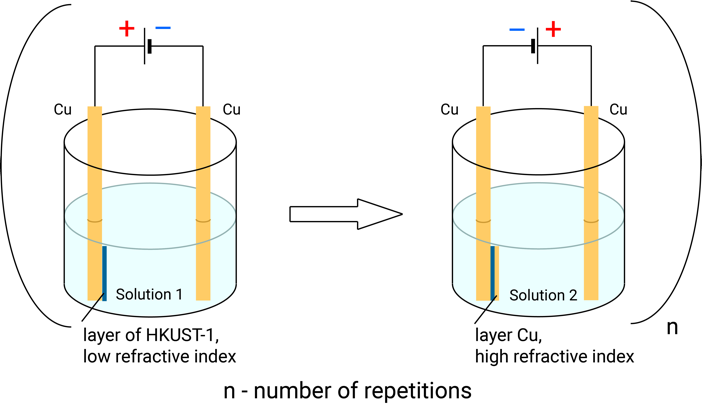 + −
− +
Cu Cu
Cu Cu
Solution 1
Solution 2
layer of HKUST-1,
low refractive index
layer Cu,
high refractive index
n
n - number of repetitions